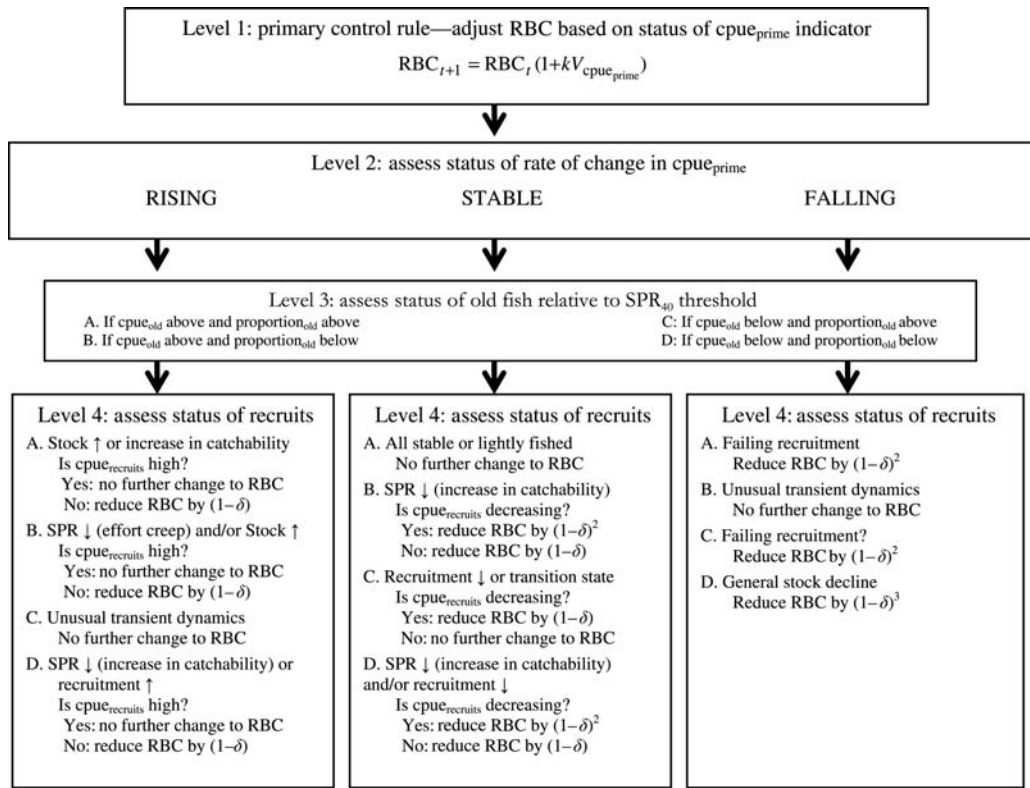 Level 1: primary control rule—adjust RBC based on status of cpue_prime indicator
RBC_{t+1} = RBC_t (1+kV_{cpue_prime})
Level 2: assess status of rate of change in cpue_prime
RISING STABLE FALLING
Level 3: assess status of old fish relative to SPR₄₀ threshold
A. If cpue_old above and proportion_old above
B. If cpue_old above and proportion_old below
C: If cpue_old below and proportion_old above
D: If cpue_old below and proportion_old below
Level 4: assess status of recruits
A. Stock ↑ or increase in catchability
Is cpue_recruits high?
Yes: no further change to RBC
No: reduce RBC by (1–δ)
B. SPR ↓ (effort creep) and/or Stock ↑
Is cpue_recruits high?
Yes: no further change to RBC
No: reduce RBC by (1–δ)
C. Unusual transient dynamics
No further change to RBC
D. SPR ↓ (increase in catchability) or
recruitment ↑
Is cpue_recruits high?
Yes: no further change to RBC
No: reduce RBC by (1–δ)
Level 4: assess status of recruits
A. All stable or lightly fished
No further change to RBC
B. SPR ↓ (increase in catchability)
Is cpue_recruits decreasing?
Yes: reduce RBC by (1–δ)²
No: reduce RBC by (1–δ)
C. Recruitment ↓ or transition state
Is cpue_recruits decreasing?
Yes: reduce RBC by (1–δ)
No: no further change to RBC
D. SPR ↓ (increase in catchability)
and/or recruitment ↓
Is cpue_recruits decreasing?
Yes: reduce RBC by (1–δ)²
No: reduce RBC by (1–δ)
Level 4: assess status of recruits
A. Failing recruitment
Reduce RBC by (1–δ)²
B. Unusual transient dynamics
No further change to RBC
C. Failing recruitment?
Reduce RBC by (1–δ)²
D. General stock decline
Reduce RBC by (1–δ)³